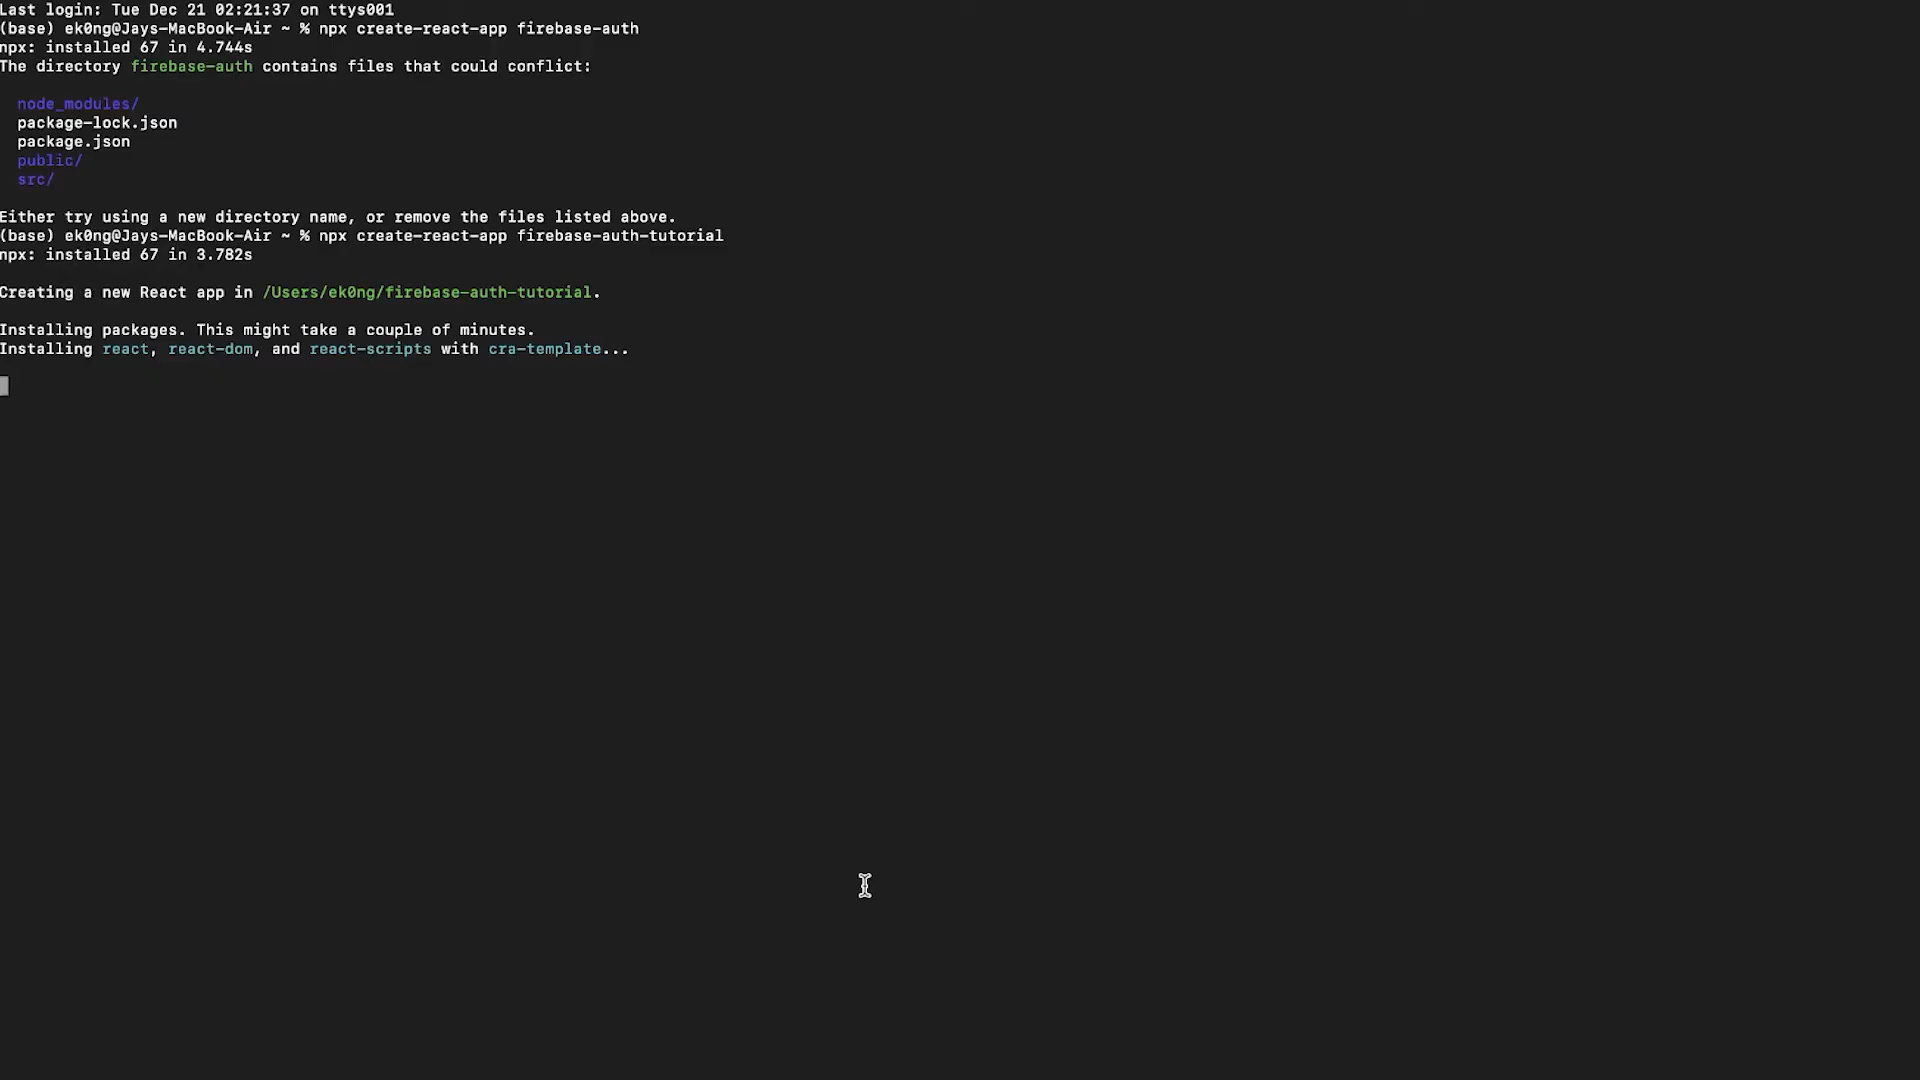 Last login: Tue Dec 21 02:21:37 on ttys001
(base) ek0ng@Jays-MacBook-Air ~ % npx create-react-app firebase-auth
npx: installed 67 in 4.744s
The directory firebase-auth contains files that could conflict:
node_modules/
package-lock.json
package.json
public/
src/
Either try using a new directory name, or remove the files listed above.
(base) ek0ng@Jays-MacBook-Air ~ % npx create-react-app firebase-auth-tutorial
npx: installed 67 in 3.782s
Creating a new React app in /Users/ek0ng/firebase-auth-tutorial.
Installing packages. This might take a couple of minutes.
Installing react, react-dom, and react-scripts with cra-template...